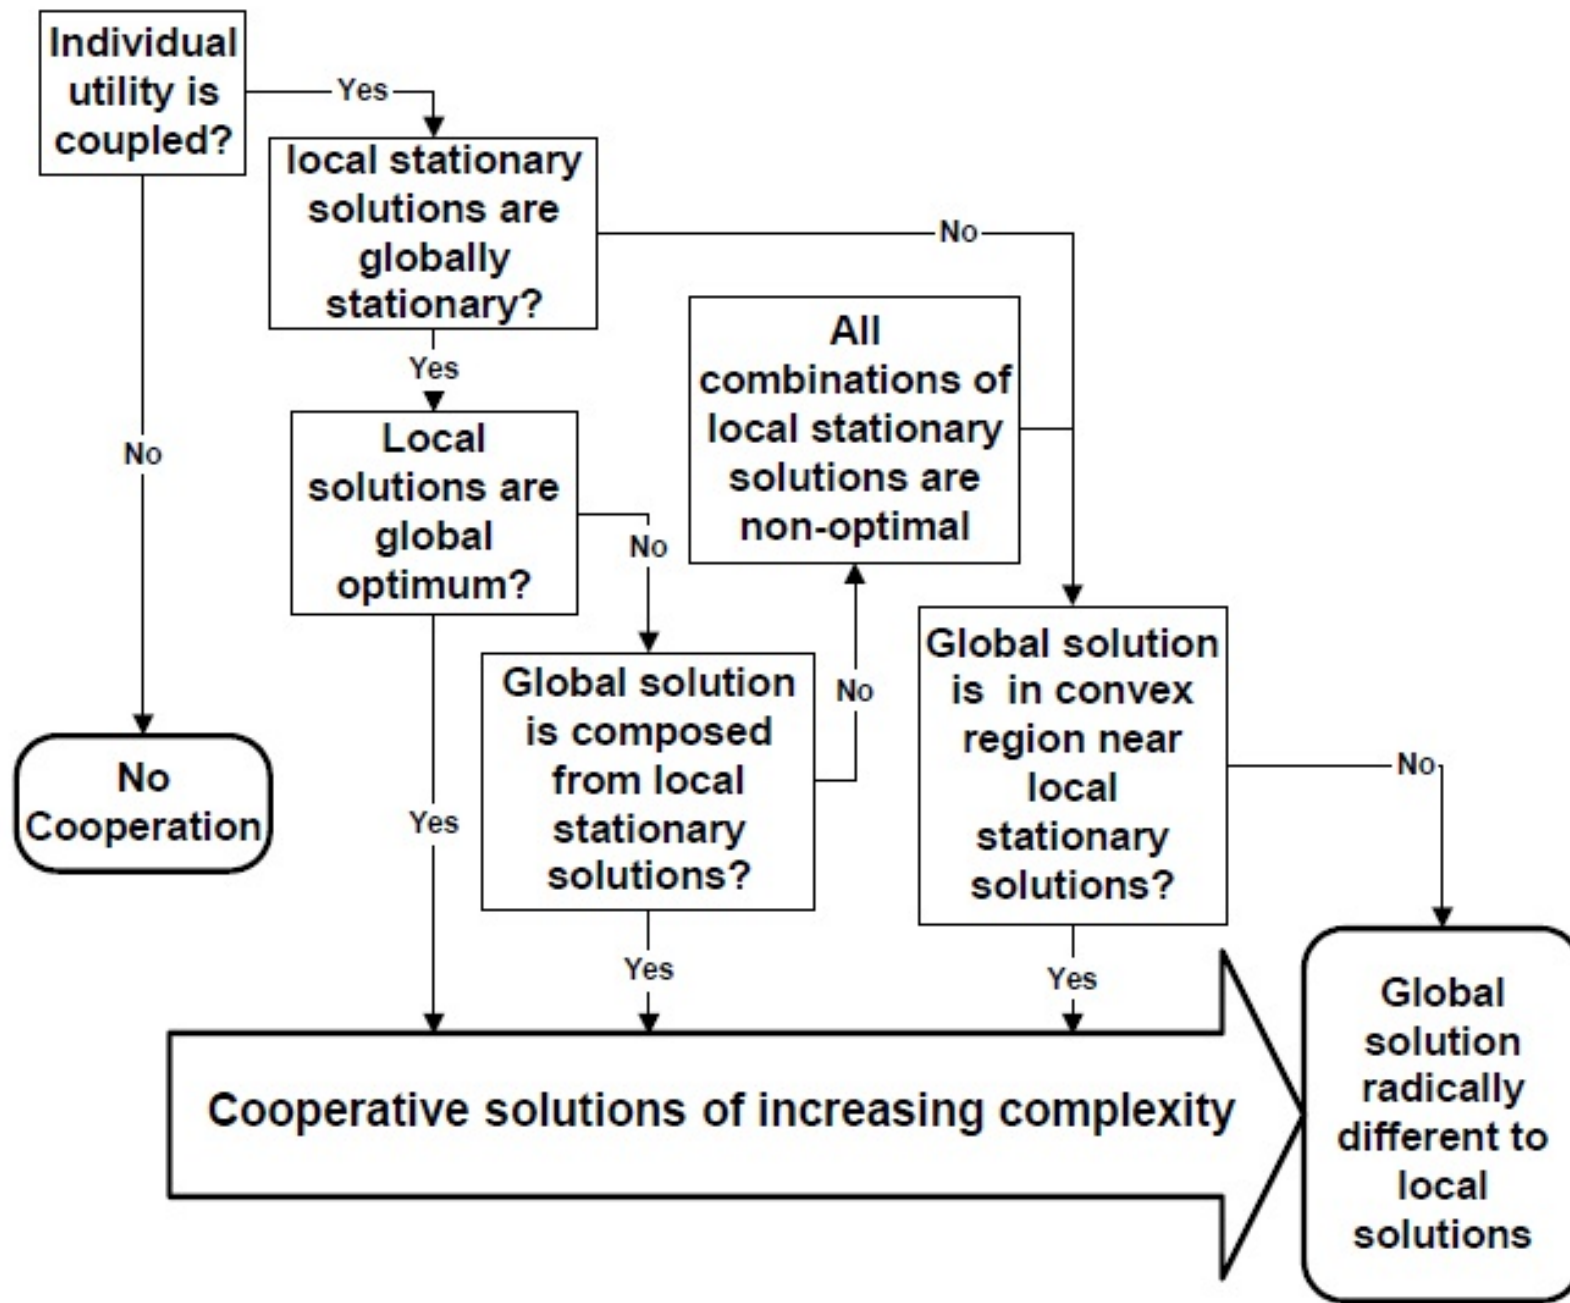 Individual
utility is
coupled?
Yes
local stationary
solutions are
globally
stationary?
No
Yes
All
combinations of
local stationary
solutions are
non-optimal
No
Local
solutions are
global
optimum?
No
Global solution
is composed
from local
stationary
solutions?
No
Global solution
is in convex
region near
local
stationary
solutions?
No
No
Cooperation
Yes
Yes
Yes
Cooperative solutions of increasing complexity
Global
solution
radically
different to
local
solutions